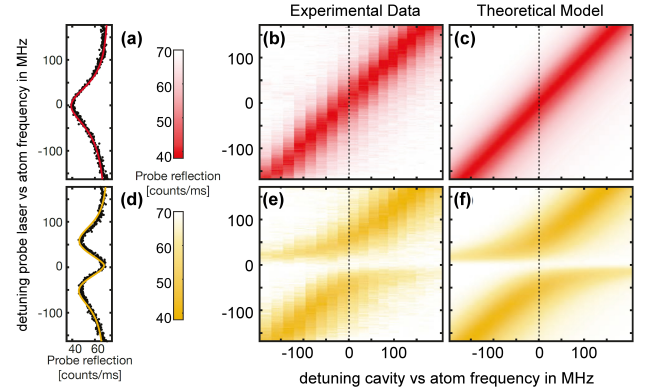 Experimental Data
Theoretical Model
detuning probe laser vs atom frequency in MHz
(a)
100
0
-100
70
60
50
40
Probe reflection
[counts/ms]
(b)
100
0
-100
(c)
(d)
100
0
-100
40 60
Probe reflection
[counts/ms]
70
60
50
40
(e)
100
0
-100
-100 0 100
(f)
-100 0 100
detuning cavity vs atom frequency in MHz